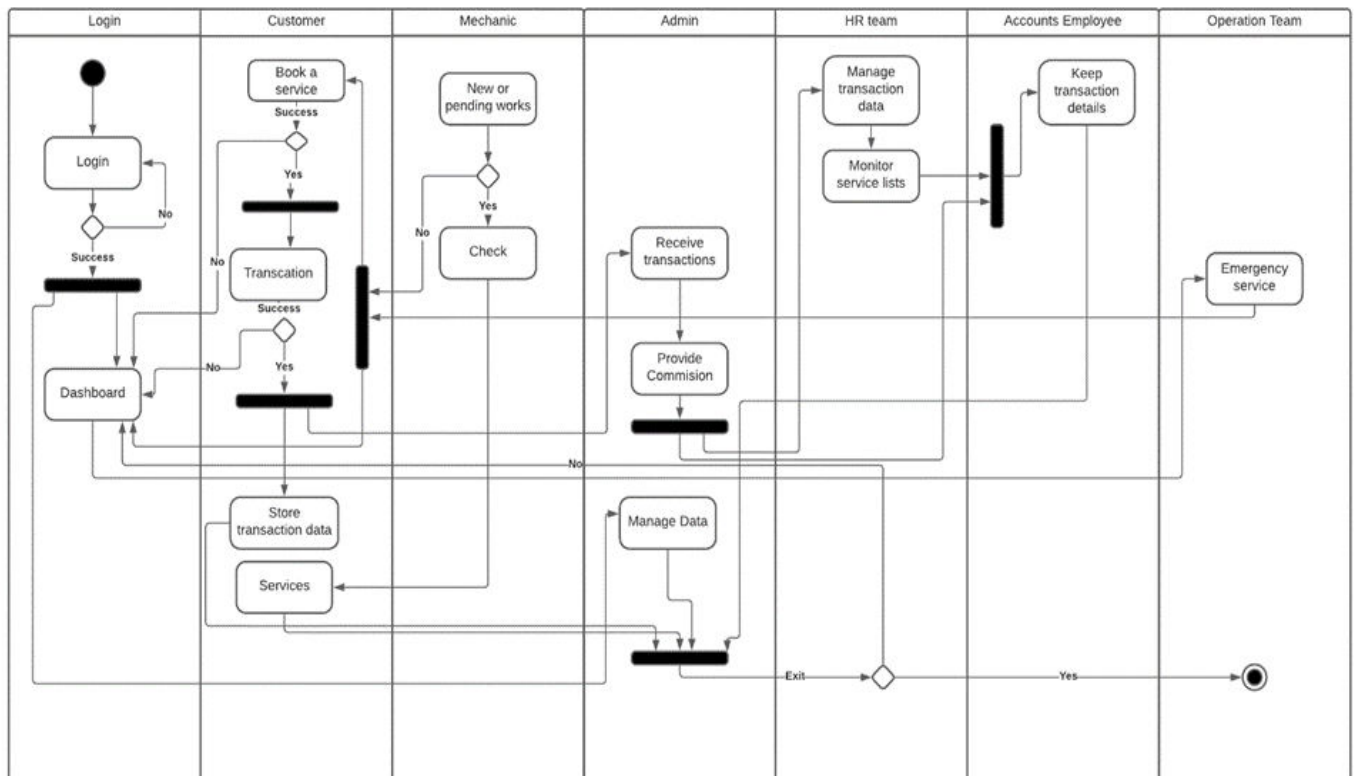 Login
Customer
Mechanic
Admin
HR team
Accounts Employee
Operation Team
Book a
service
Success
Yes
No
Transcation
Success
Yes
No
Store
transaction data
Services
Login
No
Success
Dashboard
New or
pending works
Yes
No
Check
Receive
transactions
Provide
Commision
Manage Data
Manage
transaction
data
Monitor
service lists
Keep
transaction
details
Emergency
service
No
Exit
Yes